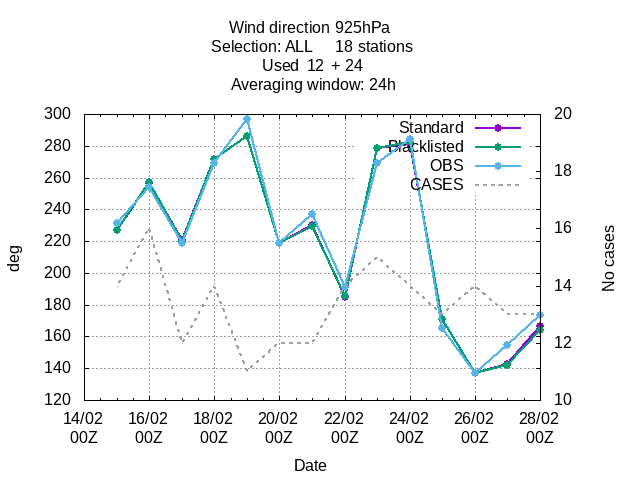 Wind direction 925hPa
Selection: ALL 18 stations
Used 12 + 24
Averaging window: 24h
300
280
260
240
220
200
180
160
140
120
20
18
16
14
12
10
Standard
Blacklisted
OBS
CASES
deg
No cases
14/02 16/02 18/02 20/02 22/02 24/02 26/02 28/02
00Z 00Z 00Z 00Z 00Z 00Z 00Z 00Z
Date